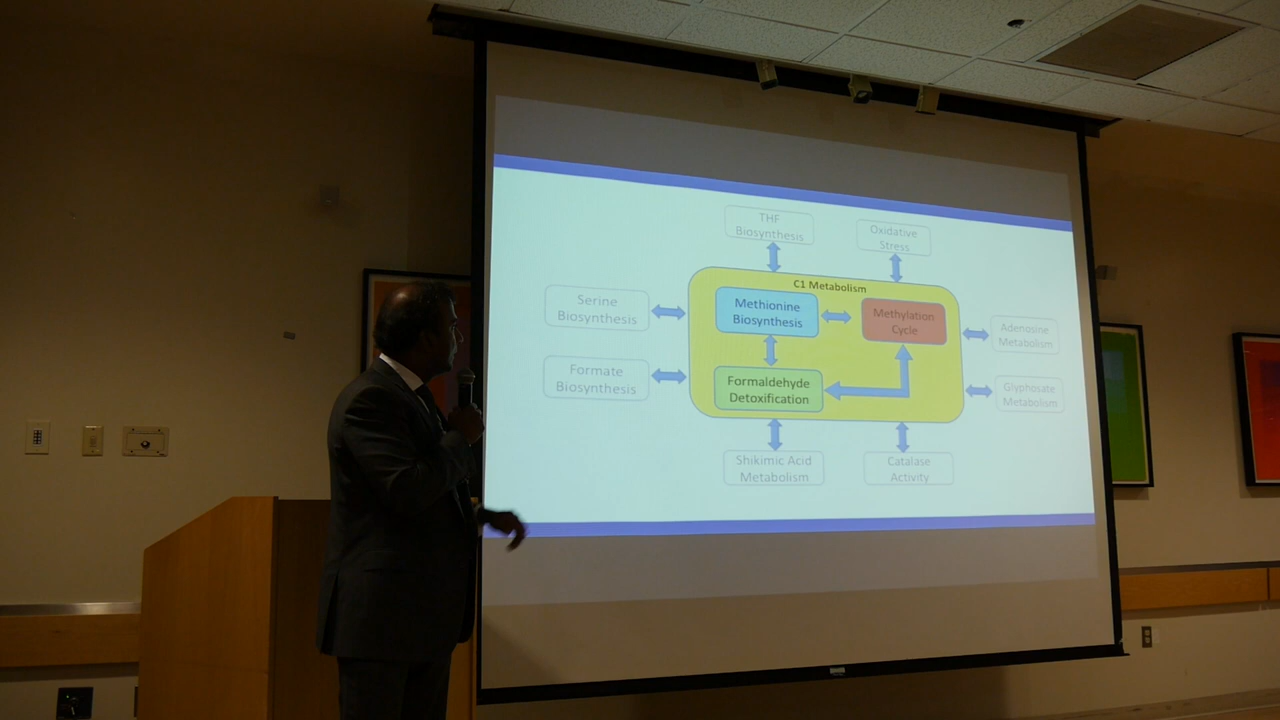 THF
Biosynthesis
Oxidative
Stress
C1 Metabolism
Serine
Biosynthesis
Methionine
Biosynthesis
Methylation
Cycle
Adenosine
Metabolism
Formate
Biosynthesis
Formaldehyde
Detoxification
Glyphosate
Metabolism
Shikimic Acid
Metabolism
Catalase
Activity